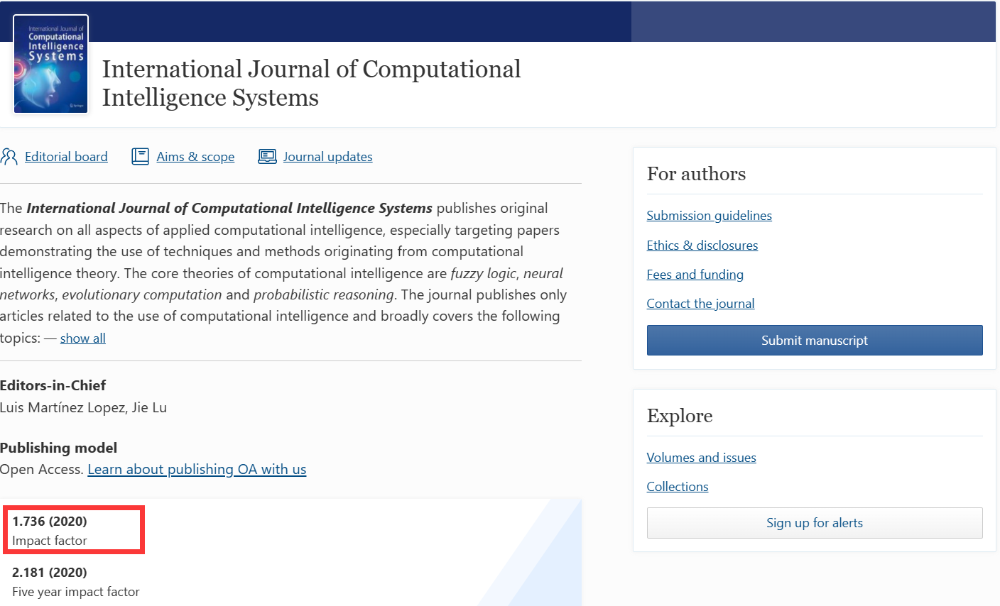 International Journal of
Computational
Intelligence
Systems
Springer
International Journal of Computational
Intelligence Systems
Editorial board
Aims & scope
Journal updates
The International Journal of Computational Intelligence Systems publishes original
research on all aspects of applied computational intelligence, especially targeting papers
demonstrating the use of techniques and methods originating from computational
intelligence theory. The core theories of computational intelligence are fuzzy logic, neural
networks, evolutionary computation and probabilistic reasoning. The journal publishes only
articles related to the use of computational intelligence and broadly covers the following
topics: — show all
Editors-in-Chief
Luis Martínez Lopez, Jie Lu
Publishing model
Open Access. Learn about publishing OA with us
1.736 (2020)
Impact factor
2.181 (2020)
Five year impact factor
For authors
Submission guidelines
Ethics & disclosures
Fees and funding
Contact the journal
Submit manuscript
Explore
Volumes and issues
Collections
Sign up for alerts